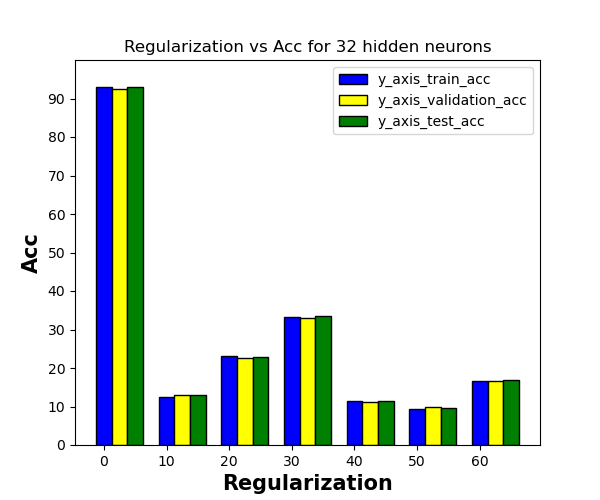 Regularization vs Acc for 32 hidden neurons
y_axis_train_acc
y_axis_validation_acc
y_axis_test_acc
90
80
70
60
50
40
30
20
10
0
Acc
0 10 20 30 40 50 60
Regularization